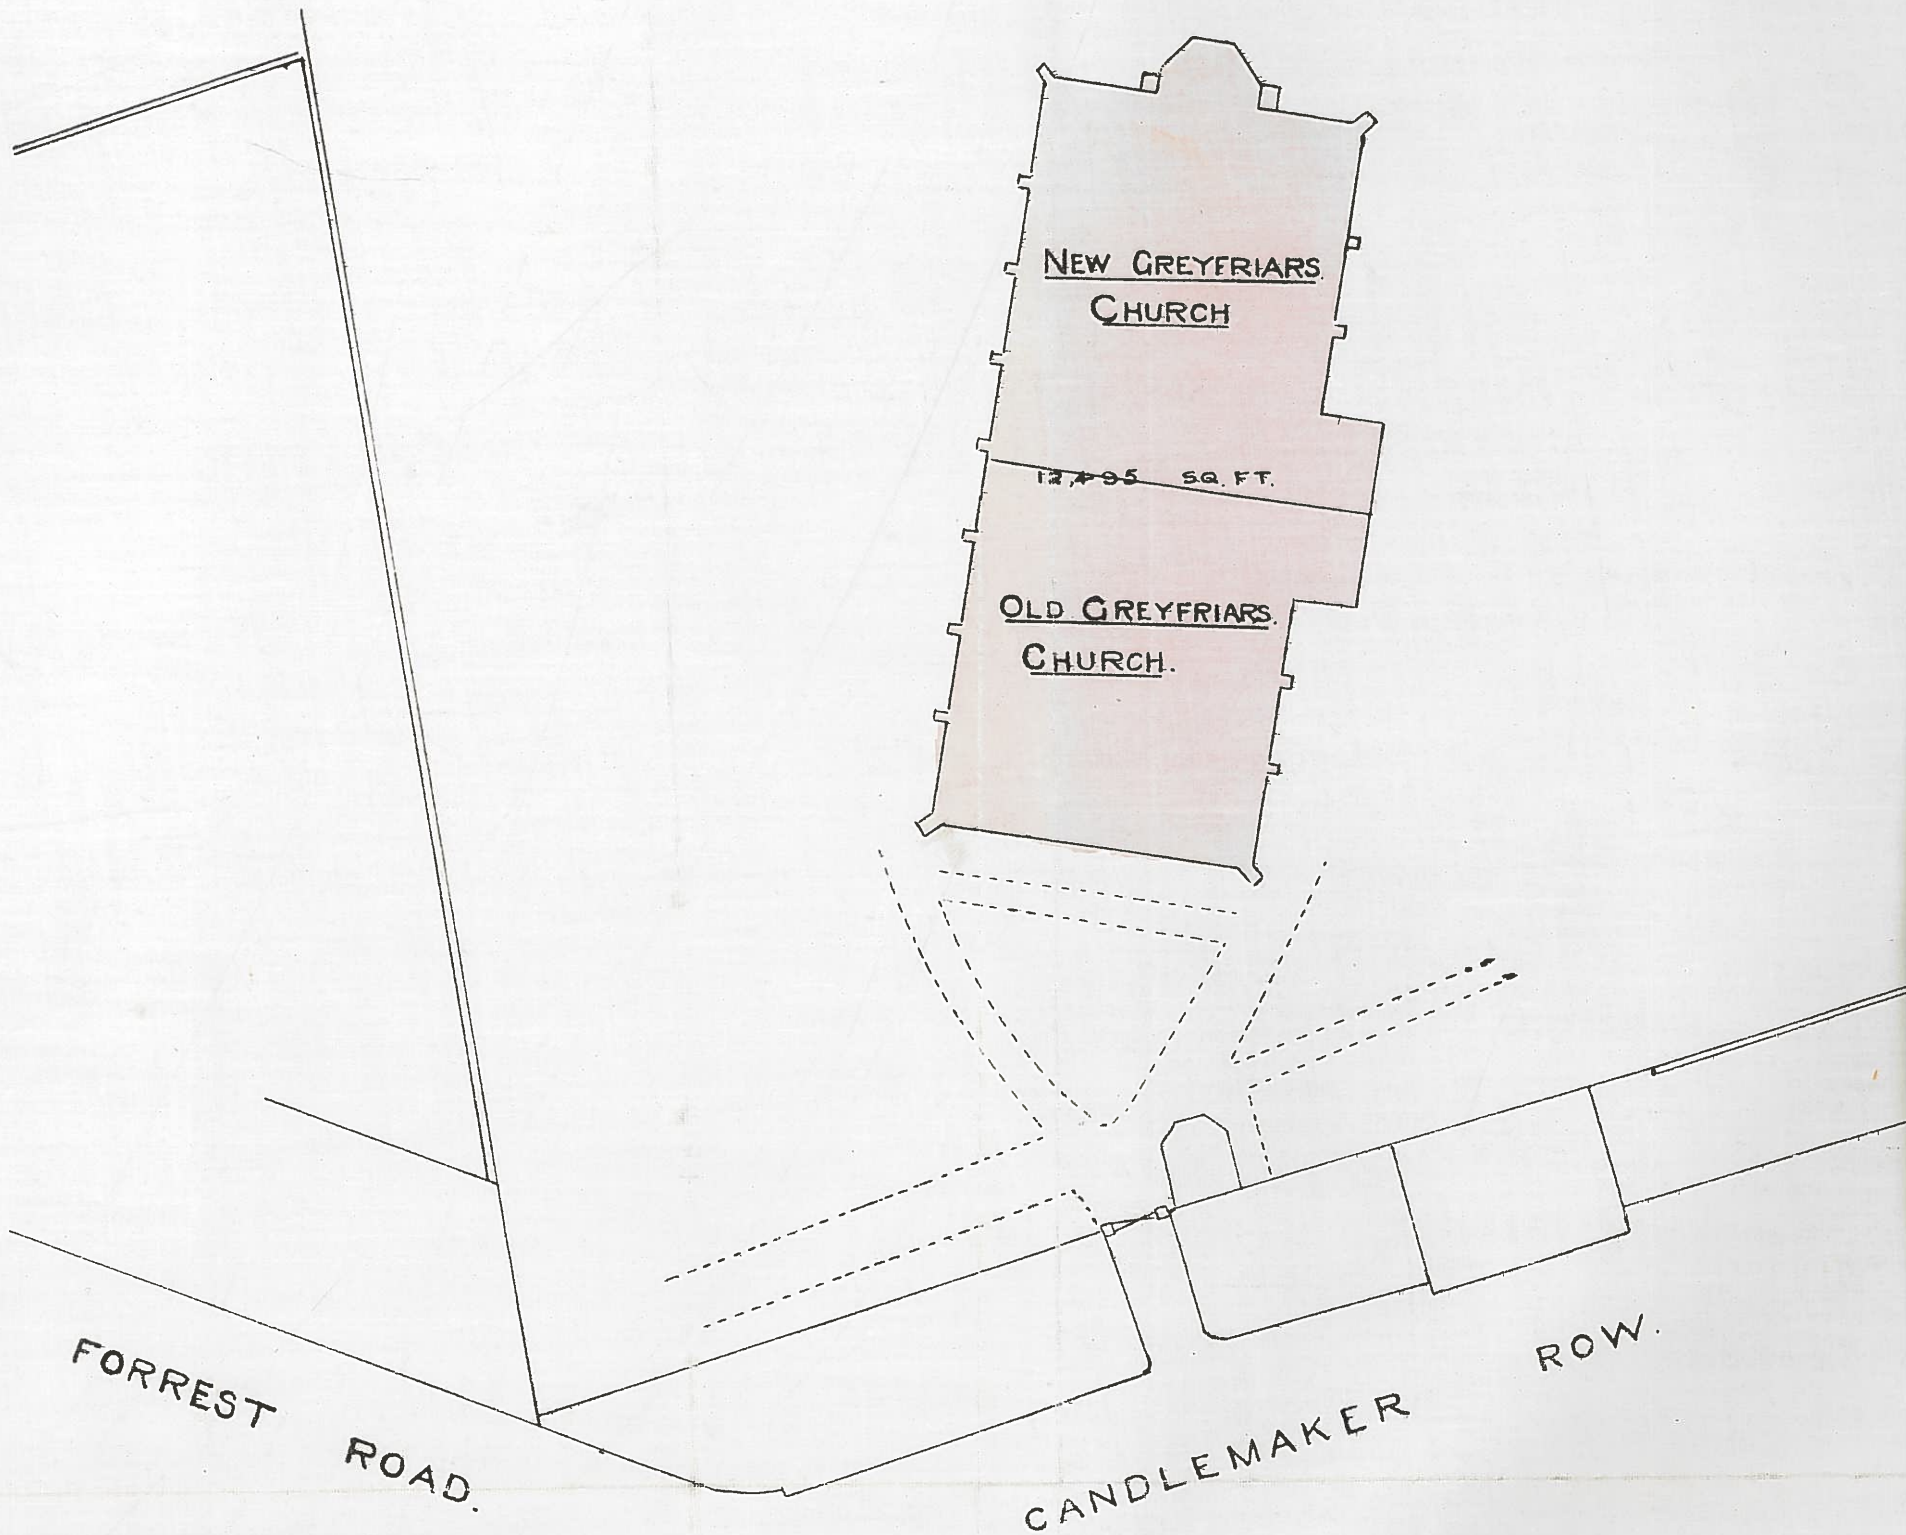 NEW GREYFRIARS.
CHURCH
12,495 SQ. FT.
OLD GREYFRIARS.
CHURCH.
FORREST ROAD.
CANDLEMAKER ROW.